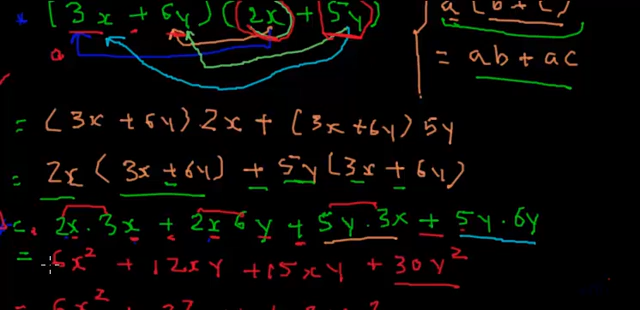 * (3x + 6y) (2x + 5y)
a (b + c)
a
= ab + ac
= (3x + 6y) 2x + (3x + 6y) 5y
= 2x (3x + 6y) + 5y (3x + 6y)
2x · 3x + 2x 6y + 5y · 3x + 5y · 6y
= 6x² + 12xy + 15xy + 30y²
= 6x²